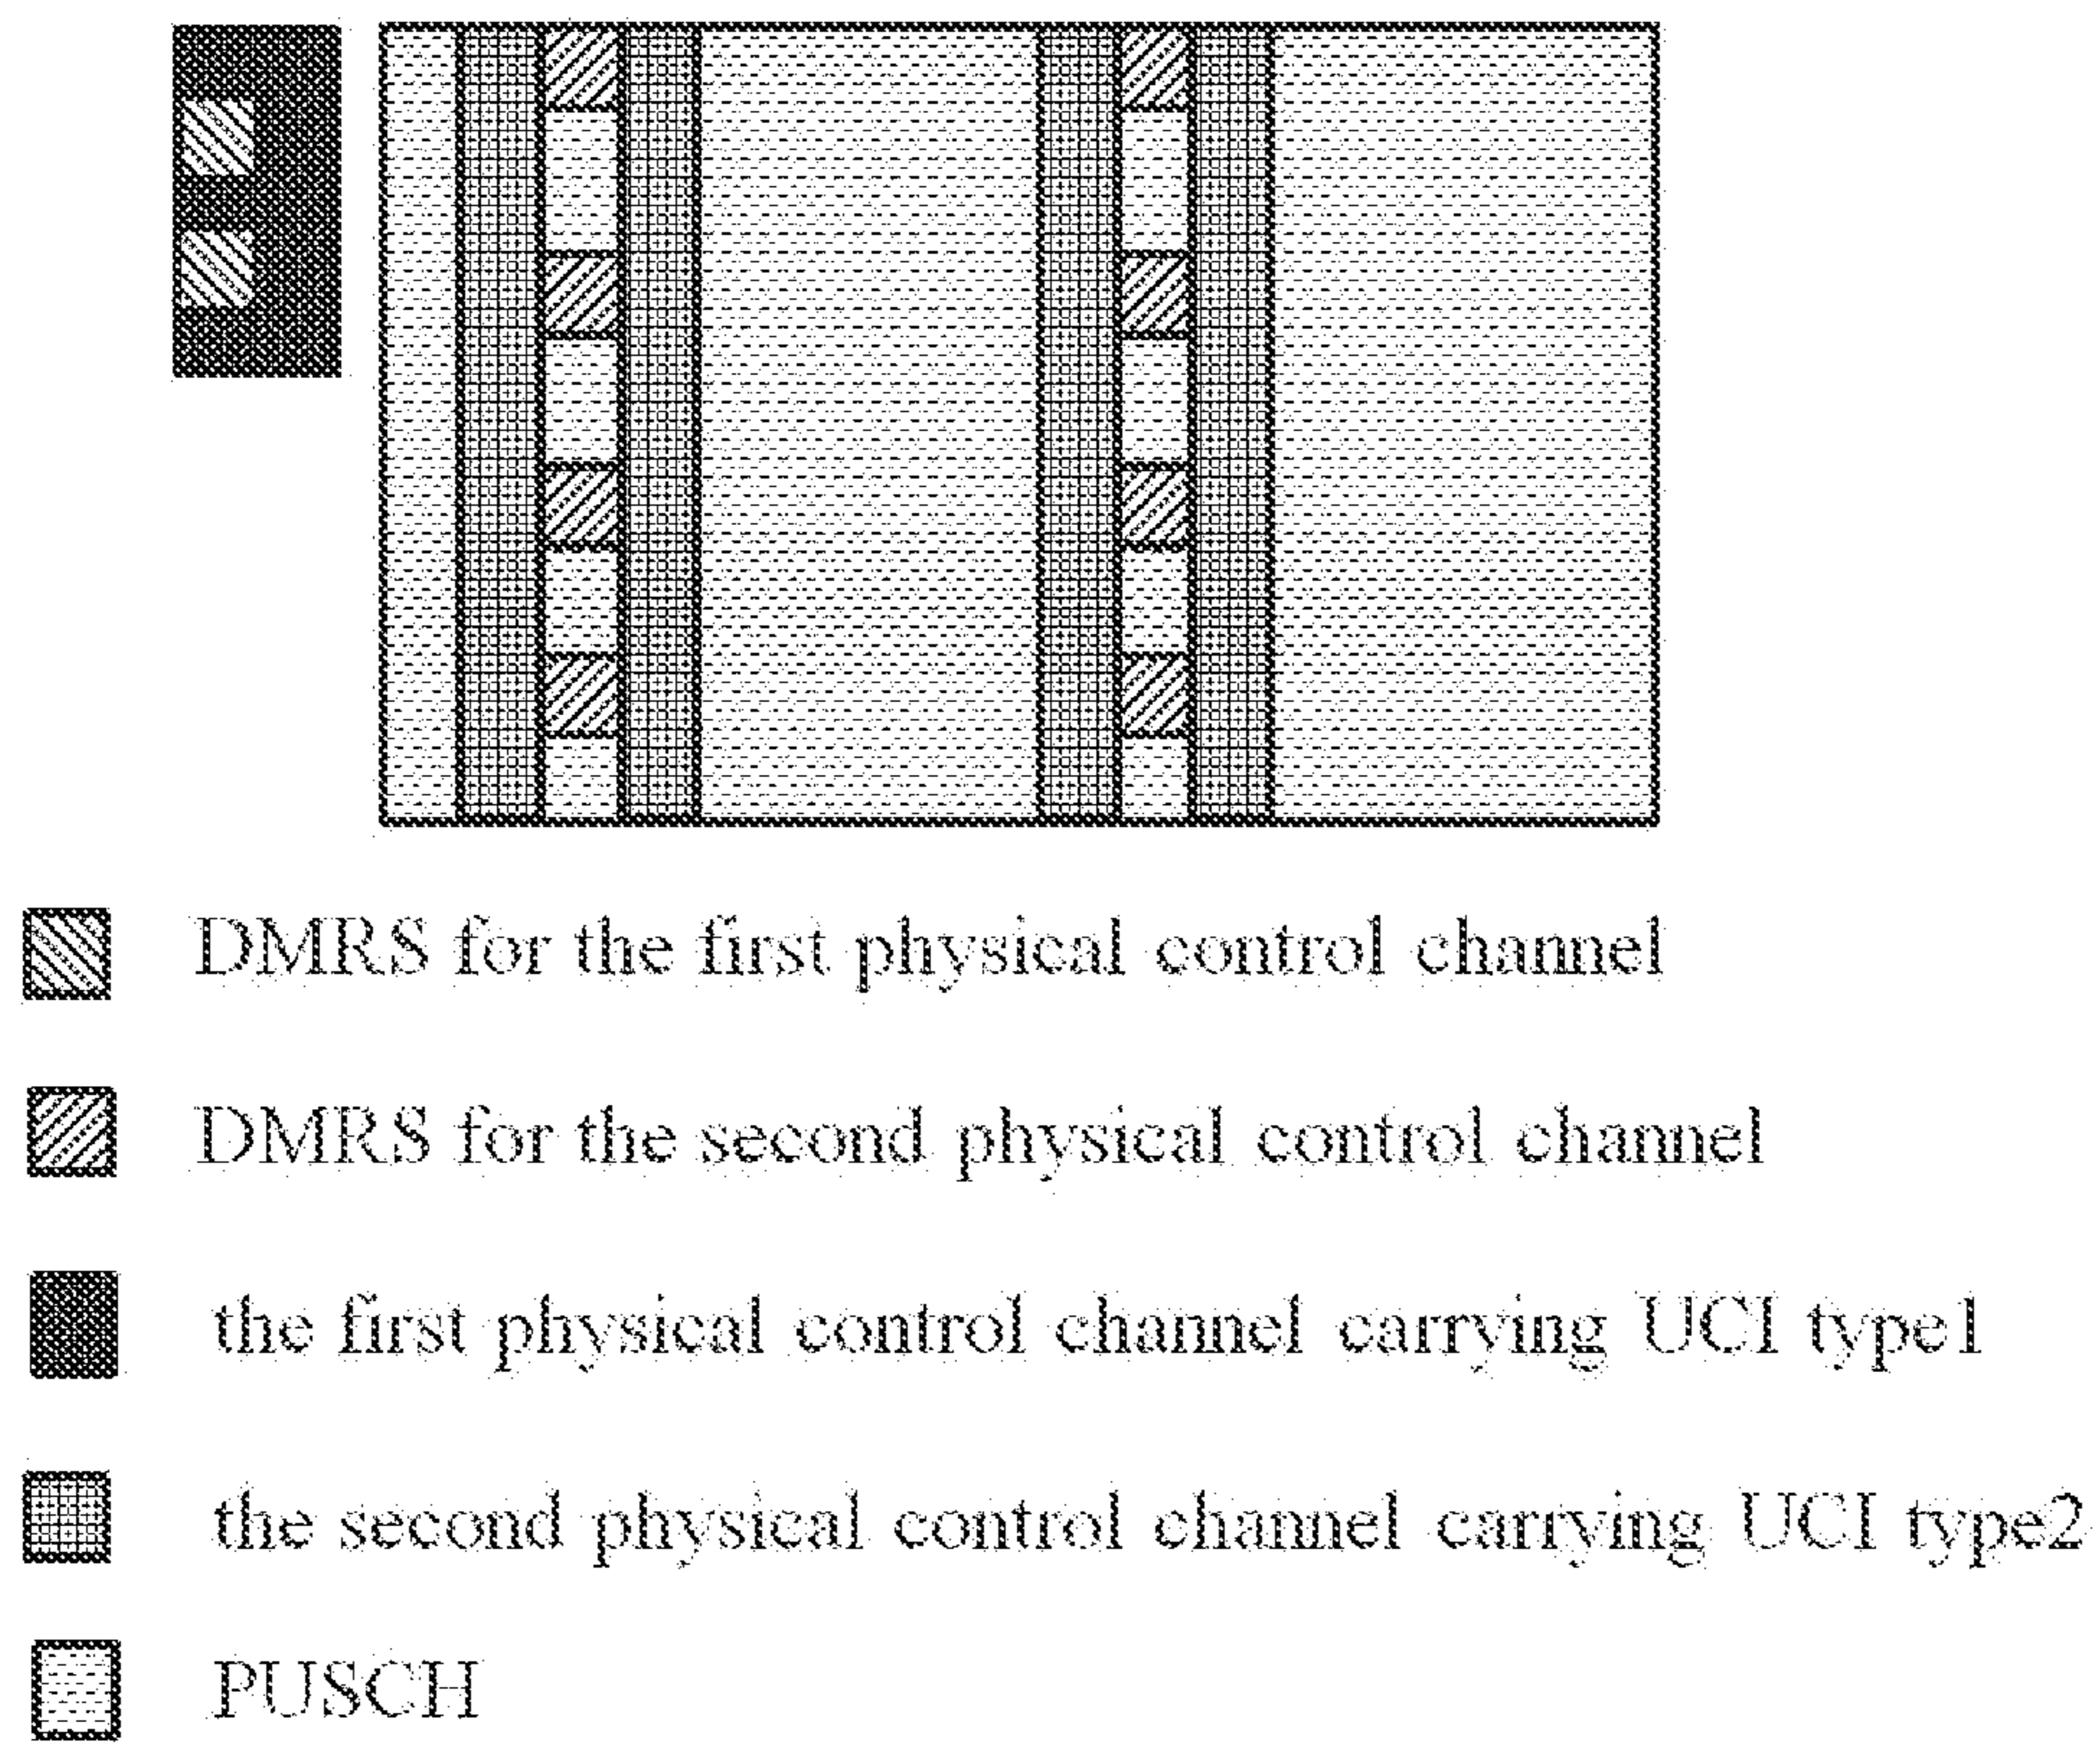 DMRS for the first physical control channel
DMRS for the second physical control channel
the first physical control channel carrying UCI type1
the second physical control channel carrying UCI type2
PUSCH